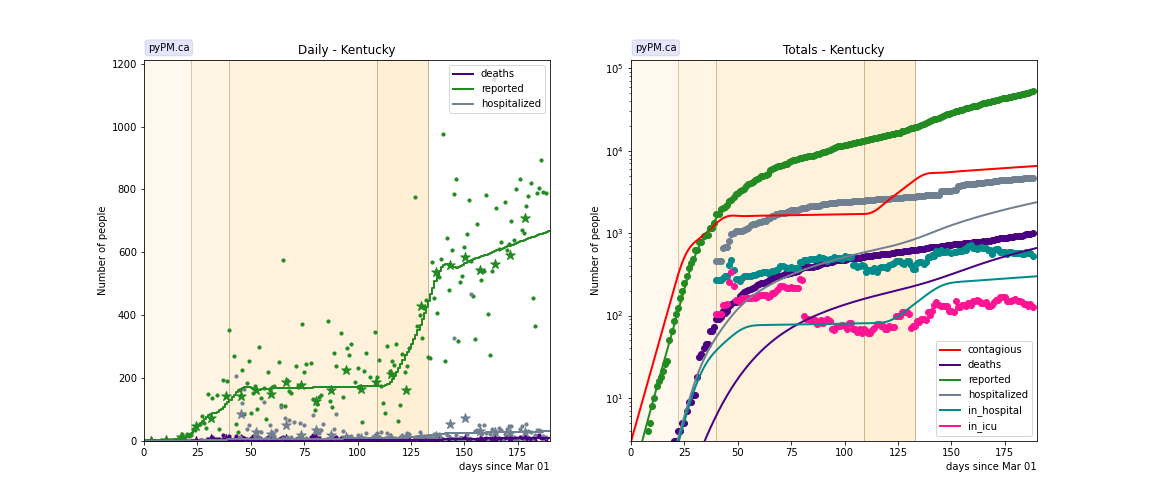 pyPM.ca
Daily - Kentucky
Number of people
1200
1000
800
600
400
200
0
0 25 50 75 100 125 150 175
days since Mar 01
deaths
reported
hospitalized
pyPM.ca
Totals - Kentucky
Number of people
10^5
10^4
10^3
10^2
10^1
0 25 50 75 100 125 150 175
days since Mar 01
contagious
deaths
reported
hospitalized
in_hospital
in_icu